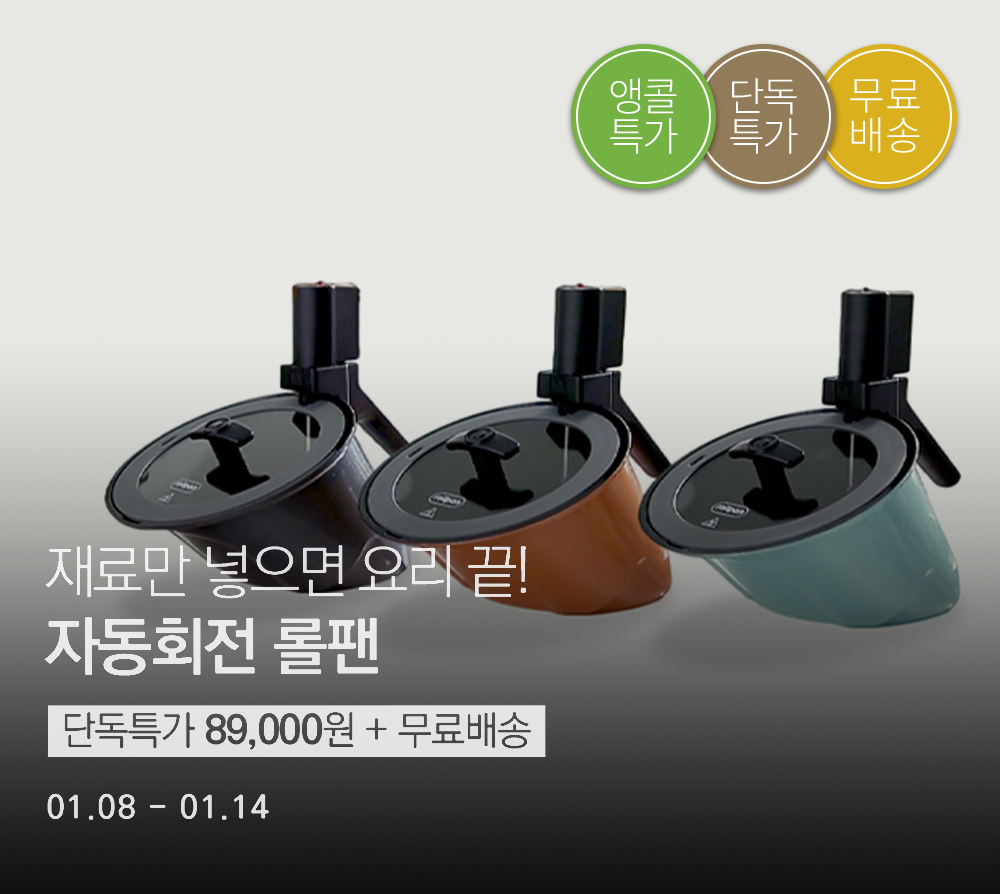 앵콜
특가
단독
특가
무료
배송
재료만 넣으면 요리 끝!
자동회전 롤팬
단독특가 89,000원 + 무료배송
01.08 - 01.14